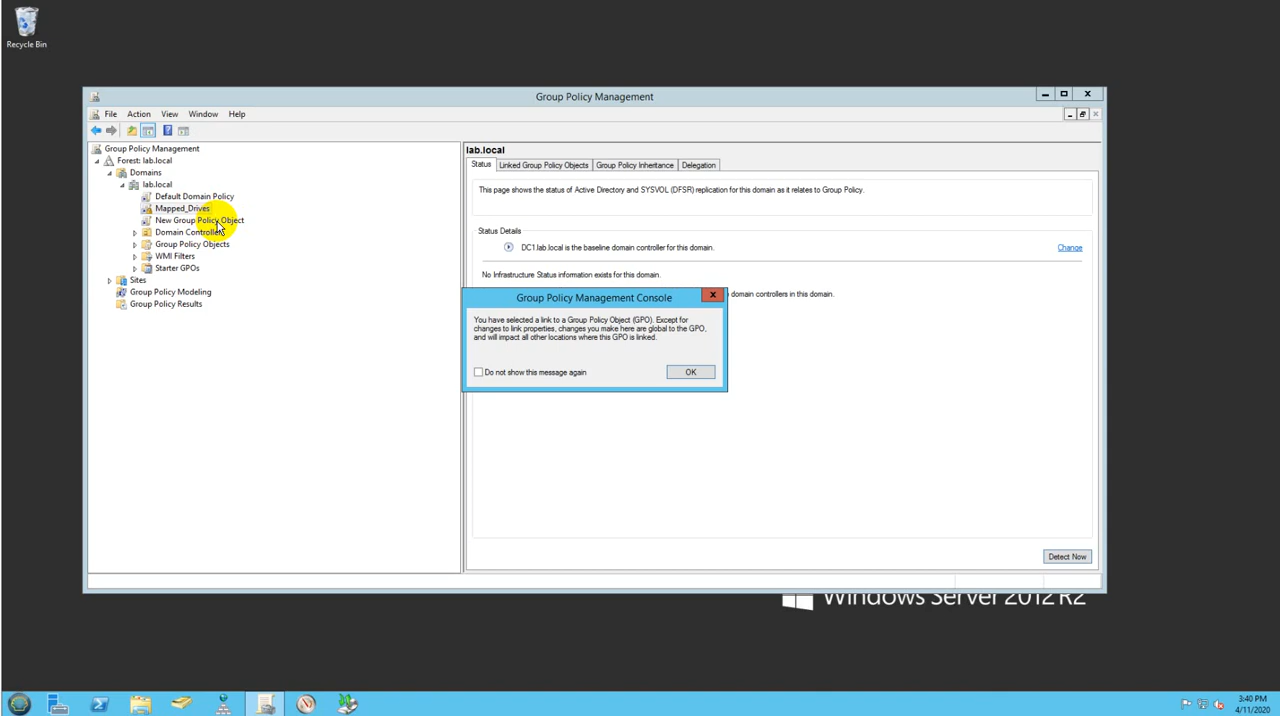 Recycle Bin
Group Policy Management
File Action View Window Help
Group Policy Management
Forest: lab.local
Domains
lab.local
Default Domain Policy
Mapped_Drives
New Group Policy Object
Domain Controllers
Group Policy Objects
WMI Filters
Starter GPOs
Sites
Group Policy Modeling
Group Policy Results
lab.local
Status Linked Group Policy Objects Group Policy Inheritance Delegation
This page shows the status of Active Directory and SYSVOL (DFSR) replication for this domain as it relates to Group Policy.
Status Details
DC1.lab.local is the baseline domain controller for this domain.
Change
No Infrastructure Status information exists for this domain.
domain controllers in this domain.
Group Policy Management Console
You have selected a link to a Group Policy Object (GPO). Except for
changes to link properties, changes you make here are global to the GPO,
and will impact all other locations where this GPO is linked.
Do not show this message again
OK
Detect Now
Windows Server 2012 R2
3:40 PM
4/11/2020